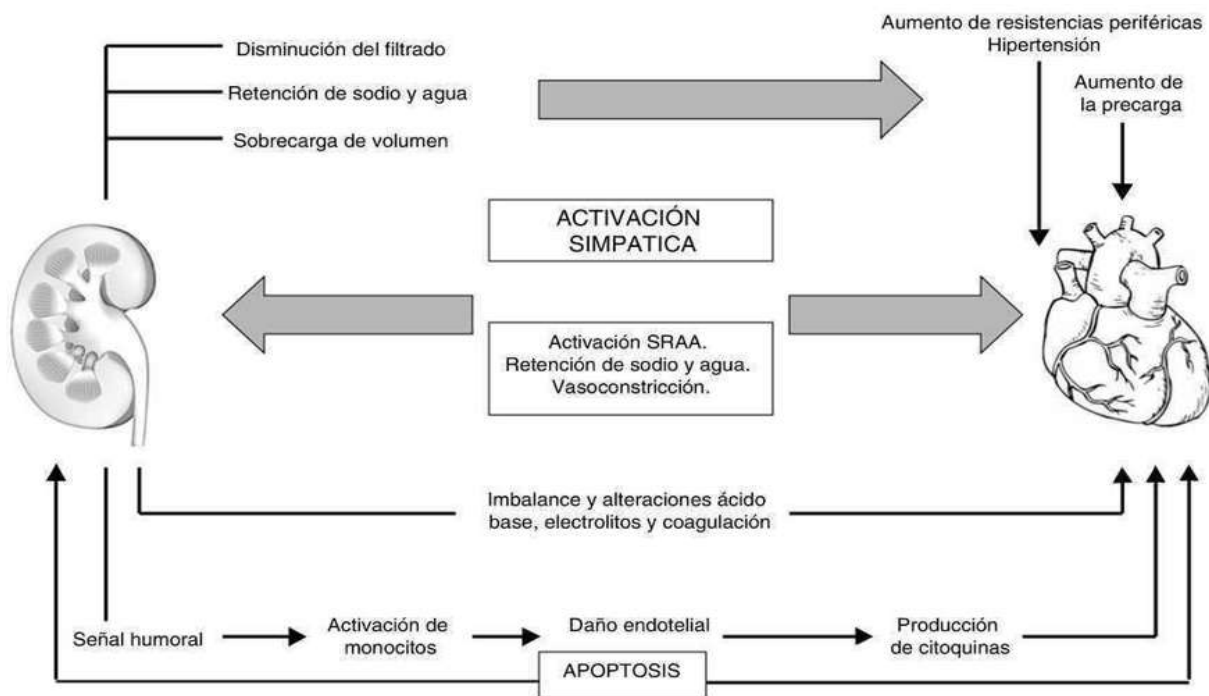 Disminución del filtrado
Retención de sodio y agua
Sobrecarga de volumen
Aumento de resistencias periféricas
Hipertensión
Aumento de
la precarga
ACTIVACIÓN
SIMPATICA
Activación SRAA.
Retención de sodio y agua.
Vasoconstricción.
Imbalance y alteraciones ácido
base, electrolitos y coagulación
Señal humoral
Activación de
monocitos
Daño endotelial
Producción
de citoquinas
APOPTOSIS